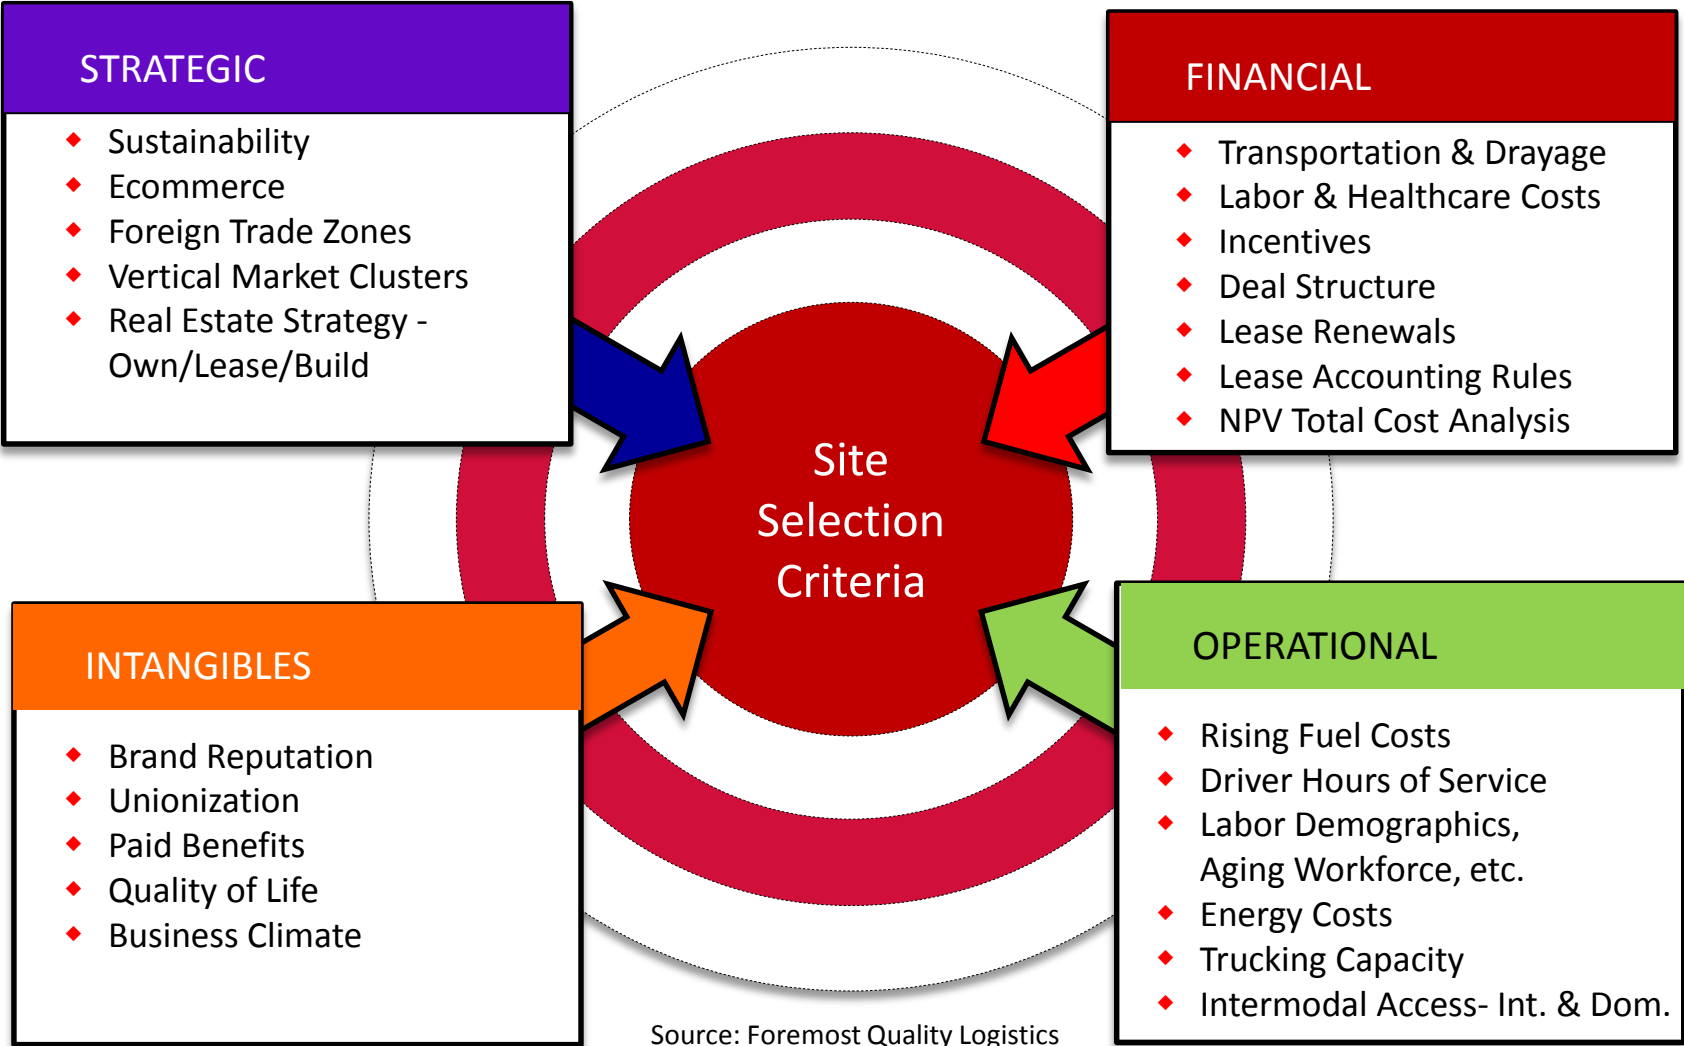 STRATEGIC
Sustainability
Ecommerce
Foreign Trade Zones
Vertical Market Clusters
Real Estate Strategy -
Own/Lease/Build
FINANCIAL
Transportation & Drayage
Labor & Healthcare Costs
Incentives
Deal Structure
Lease Renewals
Lease Accounting Rules
NPV Total Cost Analysis
Site
Selection
Criteria
INTANGIBLES
Brand Reputation
Unionization
Paid Benefits
Quality of Life
Business Climate
OPERATIONAL
Rising Fuel Costs
Driver Hours of Service
Labor Demographics,
Aging Workforce, etc.
Energy Costs
Trucking Capacity
Intermodal Access- Int. & Dom.
Source: Foremost Quality Logistics